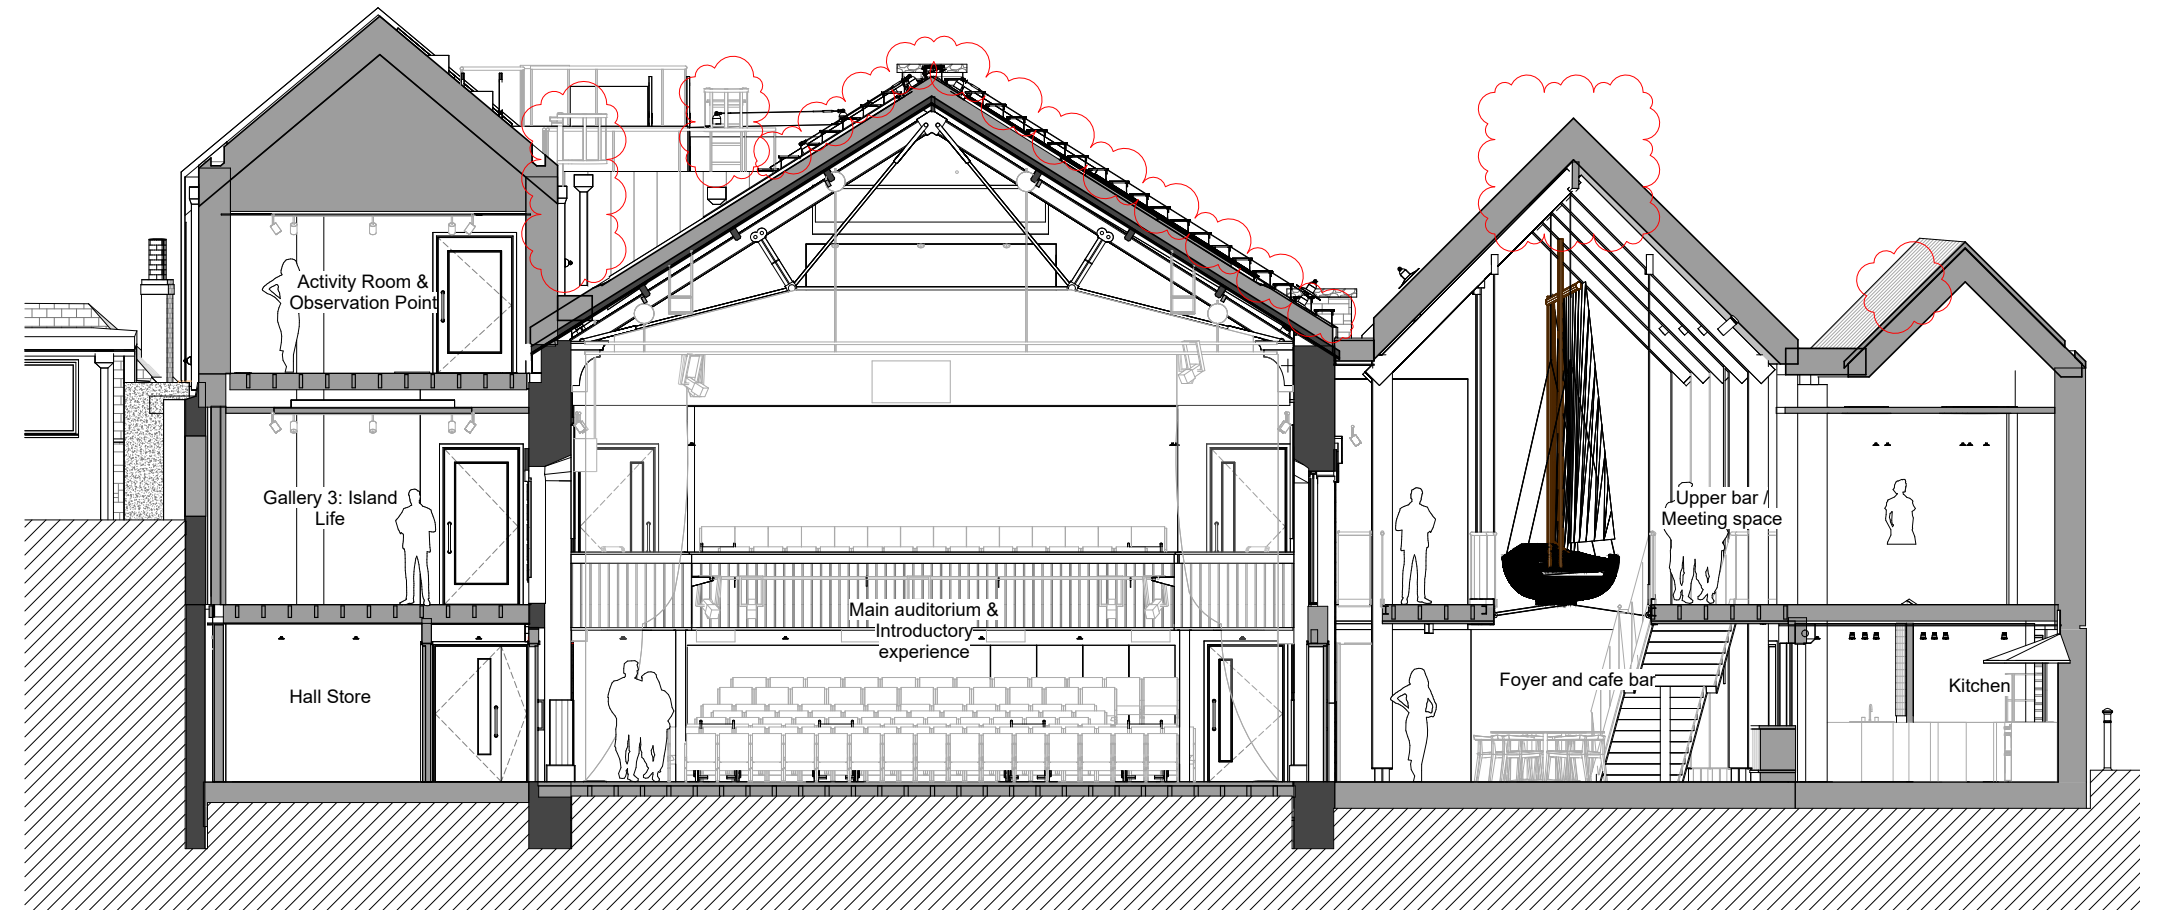 Activity Room &
Observation Point
Gallery 3: Island
Life
Hall Store
Main auditorium &
Introductory
experience
Upper bar /
Meeting space
Foyer and cafe bar
Kitchen